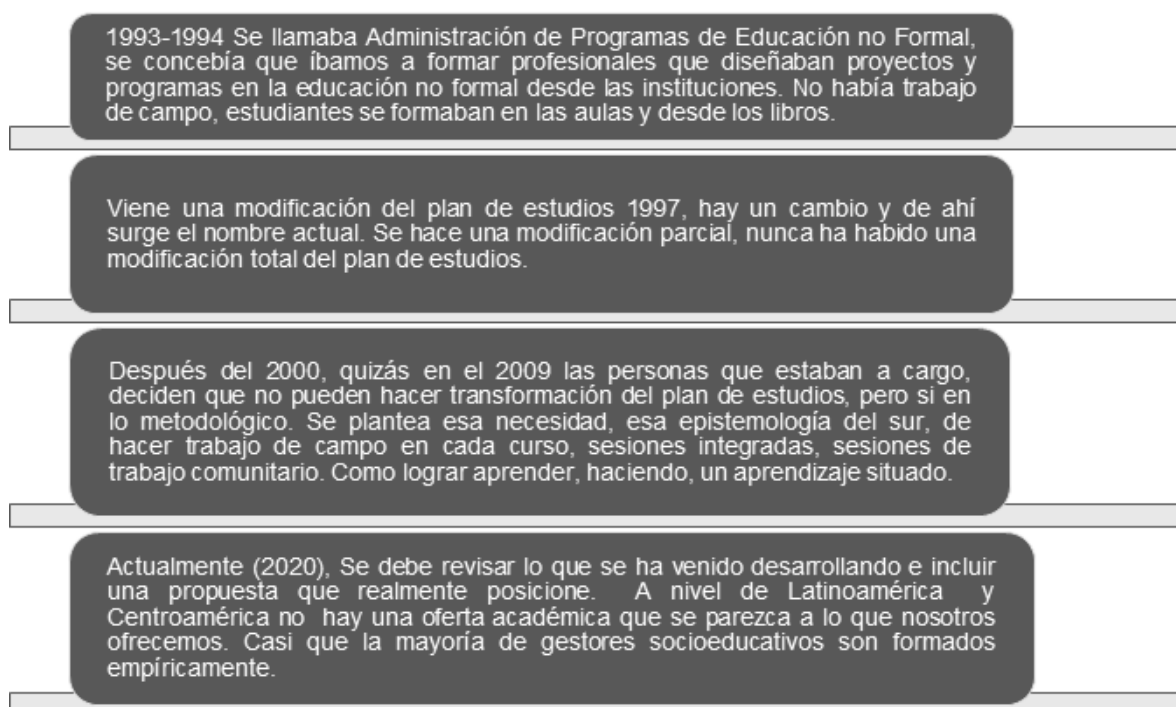 1993-1994 Se llamaba Administración de Programas de Educación no Formal,
se concebía que íbamos a formar profesionales que diseñaban proyectos y
programas en la educación no formal desde las instituciones. No había trabajo
de campo, estudiantes se formaban en las aulas y desde los libros.
Viene una modificación del plan de estudios 1997, hay un cambio y de ahí
surge el nombre actual. Se hace una modificación parcial, nunca ha habido una
modificación total del plan de estudios.
Después del 2000, quizás en el 2009 las personas que estaban a cargo,
deciden que no pueden hacer transformación del plan de estudios, pero si en
lo metodológico. Se plantea esa necesidad, esa epistemología del sur, de
hacer trabajo de campo en cada curso, sesiones integradas, sesiones de
trabajo comunitario. Como lograr aprender, haciendo, un aprendizaje situado.
Actualmente (2020), Se debe revisar lo que se ha venido desarrollando e incluir
una propuesta que realmente posicione. A nivel de Latinoamérica y
Centroamérica no hay una oferta académica que se parezca a lo que nosotros
ofrecemos. Casi que la mayoría de gestores socioeducativos son formados
empíricamente.